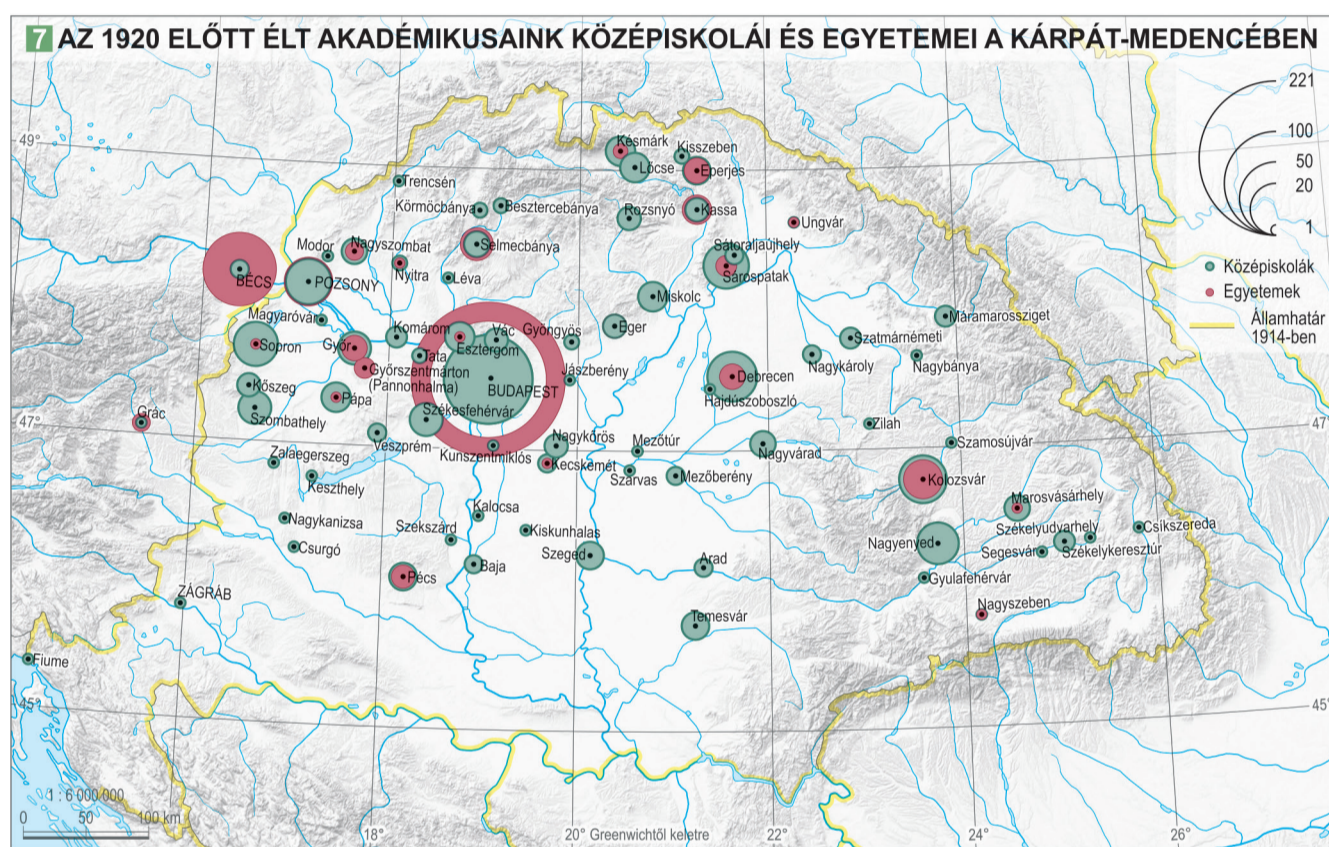 7 AZ 1920 ELŐTT ÉLT AKADÉMIKUSAINK KÖZÉPISKOLÁI ÉS EGYETEMEI A KÁRPÁT-MEDENCÉBEN
221
100
50
20
1
Középiskolák
Egyetemek
Államhatár
1914-ben
49°
49°
Késmárk
Kisszeben
Lőcse
Eperjes
Trencsén
Körmöcbánya
Besztercebánya
Rozsnyó
Kassa
Ungvár
Modor
Nagyszombat
Selmecbánya
Sátoraljaújhely
BÉCS
POZSONY
Nyitra
Léva
Sárospatak
Miskolc
Magyaróvár
Komárom
Vác
Gyöngyös
Eger
Szatmárnémeti
Máramarossziget
Sopron
Győr
Esztergom
Tata
Győrszentmárton
(Pannonhalma)
Nagykároly
Nagybánya
Jászberény
BUDAPEST
Debrecen
Hajdúszoboszló
Kőszeg
Pápa
Szombathely
Székesfehérvár
Grác
47°
47°
Veszprém
Kunszentmiklós
Nagykőrös
Mezőtúr
Nagyvárad
Zilah
Szamosújvár
Zalaegerszeg
Keszthely
Kecskemét
Szarvas
Mezőberény
Kolozsvár
Marosvásárhely
Nagykanizsa
Kalocsa
Szekszárd
Kiskunhalas
Székelyudvarhely
Csíkszereda
Csurgó
Szeged
Nagyenyed
Segesvár
Székelykeresztúr
Pécs
Baja
Arad
Gyulafehérvár
ZÁGRÁB
Temesvár
Nagyszeben
Fiume
45°
45°
1 : 6 000 000
0 50 100 km
18° 20° Greenwichtől keletre 22° 24° 26°